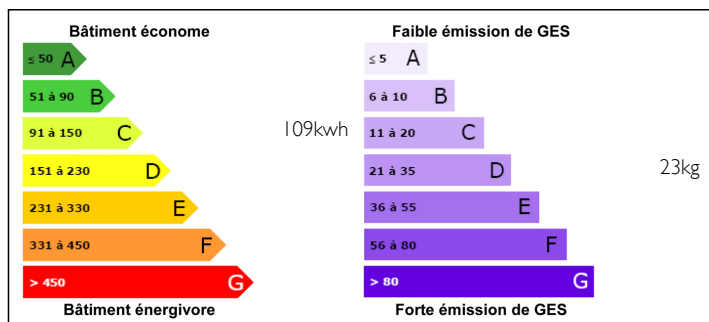 Bâtiment économe
≤ 50 A
51 à 90 B
91 à 150 C
109kwh
151 à 230 D
231 à 330 E
331 à 450 F
> 450 G
Bâtiment énergivore
Faible émission de GES
≤ 5 A
6 à 10 B
11 à 20 C
21 à 35 D
23kg
36 à 55 E
56 à 80 F
> 80 G
Forte émission de GES